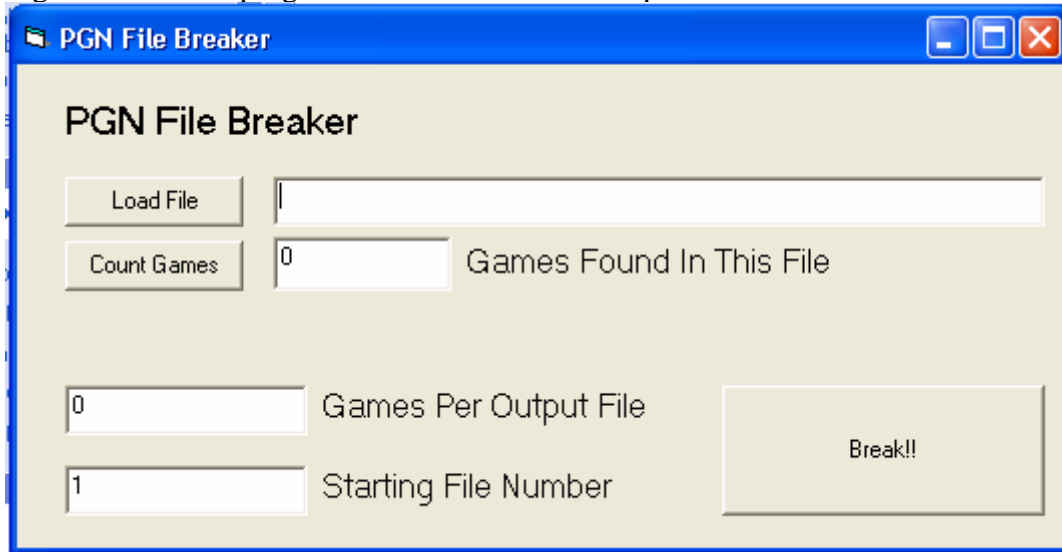 PGN File Breaker
PGN File Breaker
Load File
Count Games
0
Games Found In This File
0
Games Per Output File
1
Starting File Number
Break!!